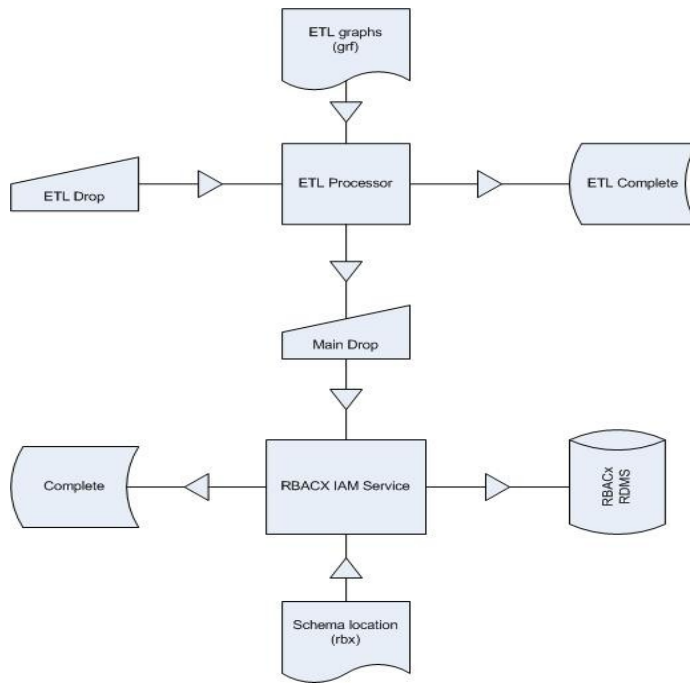 ETL graphs
(grf)
ETL Drop
ETL Processor
ETL Complete
Main Drop
Complete
RBACX IAM Service
RBACx
RDMS
Schema location
(rbx)